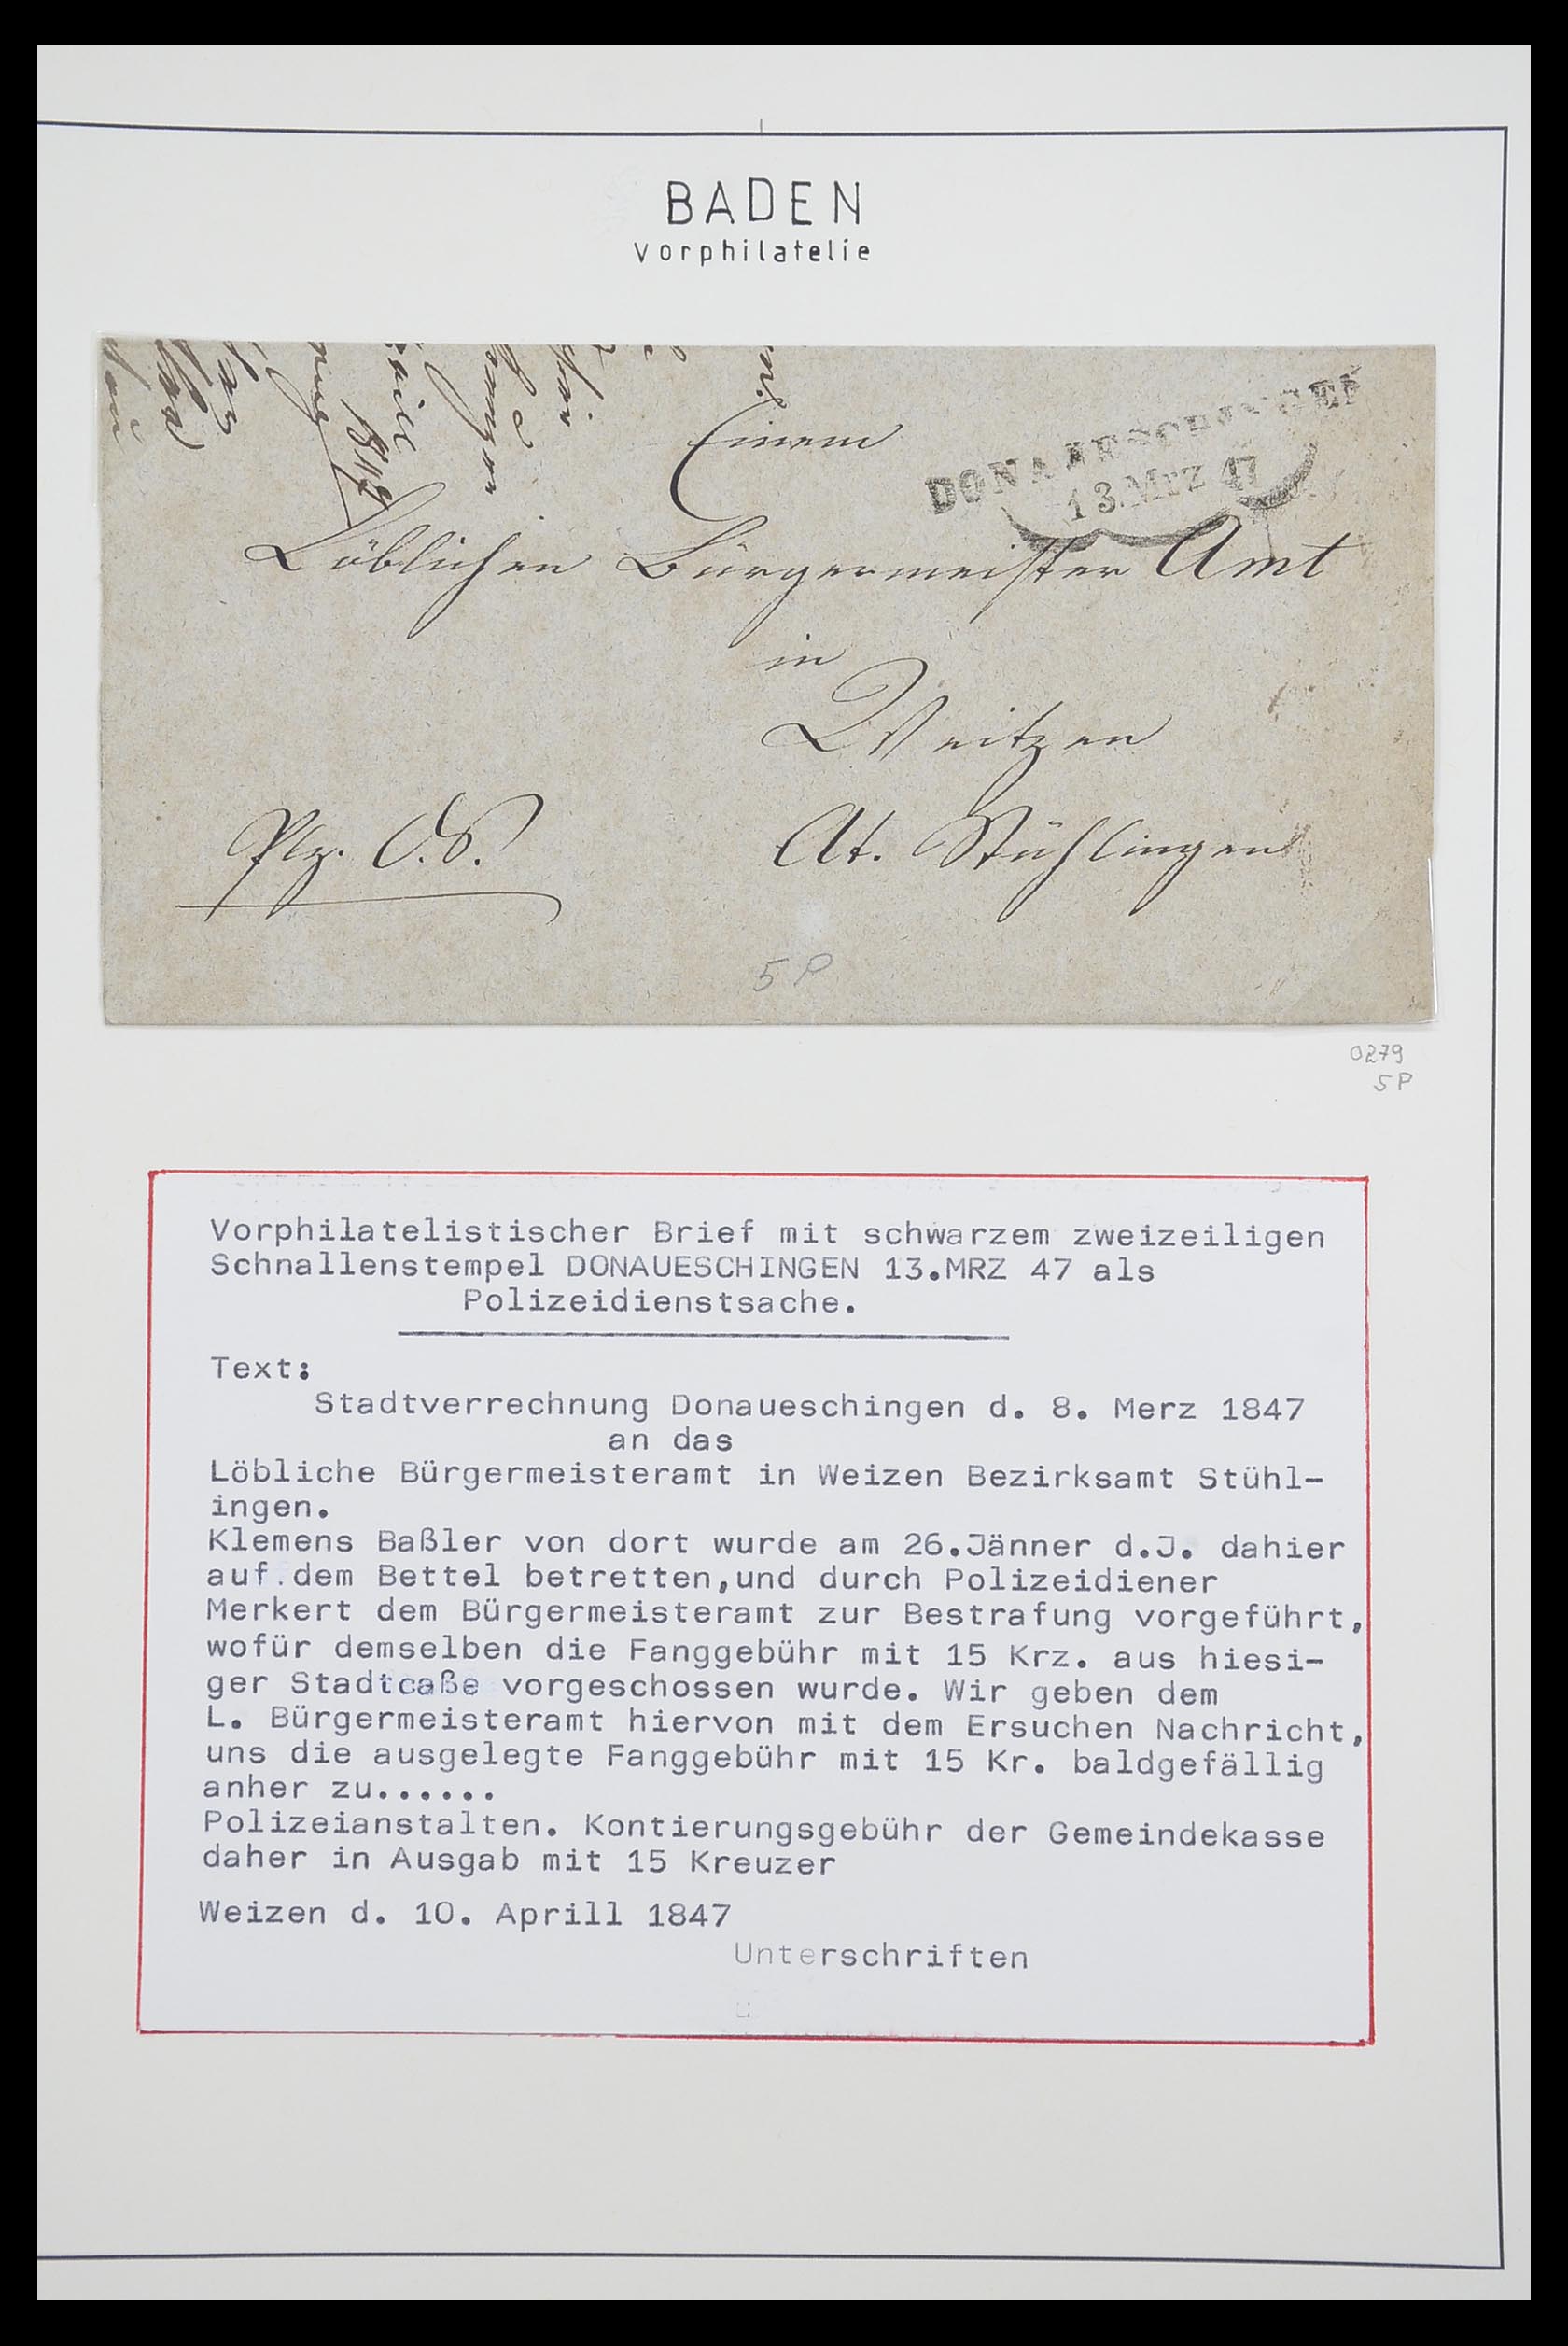 BADEN
Vorphilatelie
1847
Einem
DONAUESCHINGEN
13.Mrz 47
Löblichen Bürgermeister Amt
in
Weitzen
Plz. D.S.
At. Stühlingen
5 P
0279
5 P
Vorphilatelistischer Brief mit schwarzem zweizeiligen
Schnallenstempel DONAUESCHINGEN 13.MRZ 47 als
Polizeidienstsache.
Text:
Stadtverrechnung Donaueschingen d. 8. Merz 1847
an das
Löbliche Bürgermeisteramt in Weizen Bezirksamt Stühl-
ingen.
Klemens Baßler von dort wurde am 26.Jänner d.J. dahier
auf.dem Bettel betretten,und durch Polizeidiener
Merkert dem Bürgermeisteramt zur Bestrafung vorgeführt,
wofür demselben die Fanggebühr mit 15 Krz. aus hiesi-
ger Stadtcaße vorgeschossen wurde. Wir geben dem
L. Bürgermeisteramt hiervon mit dem Ersuchen Nachricht,
uns die ausgelegte Fanggebühr mit 15 Kr. baldgefällig
anher zu......
Polizeianstalten. Kontierungsgebühr der Gemeindekasse
daher in Ausgab mit 15 Kreuzer
Weizen d. 10. Aprill 1847
Unterschriften